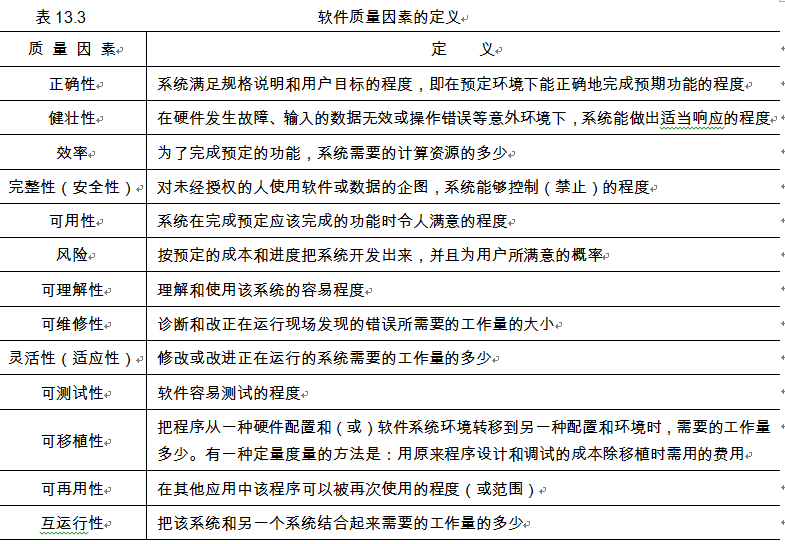 表 13.3 软件质量因素的定义
质 量 因 素 定 义
正确性 系统满足规格说明和用户目标的程度，即在预定环境下能正确地完成预期功能的程度
健壮性 在硬件发生故障、输入的数据无效或操作错误等意外环境下，系统能做出适当响应的程度
效率 为了完成预定的功能，系统需要的计算资源的多少
完整性（安全性） 对未经授权的人使用软件或数据的企图，系统能够控制（禁止）的程度
可用性 系统在完成预定应该完成的功能时令人满意的程度
风险 按预定的成本和进度把系统开发出来，并且为用户所满意的概率
可理解性 理解和使用该系统的容易程度
可维修性 诊断和改正在运行现场发现的错误所需要的工作量的大小
灵活性（适应性） 修改或改进正在运行的系统需要的工作量的多少
可测试性 软件容易测试的程度
可移植性 把程序从一种硬件配置和（或）软件系统环境转移到另一种配置和环境时，需要的工作量
多少。有一种定量度量的方法是：用原来程序设计和调试的成本除移植时需用的费用
可再用性 在其他应用中该程序可以被再次使用的程度（或范围）
互运行性 把该系统和另一个系统结合起来需要的工作量的多少